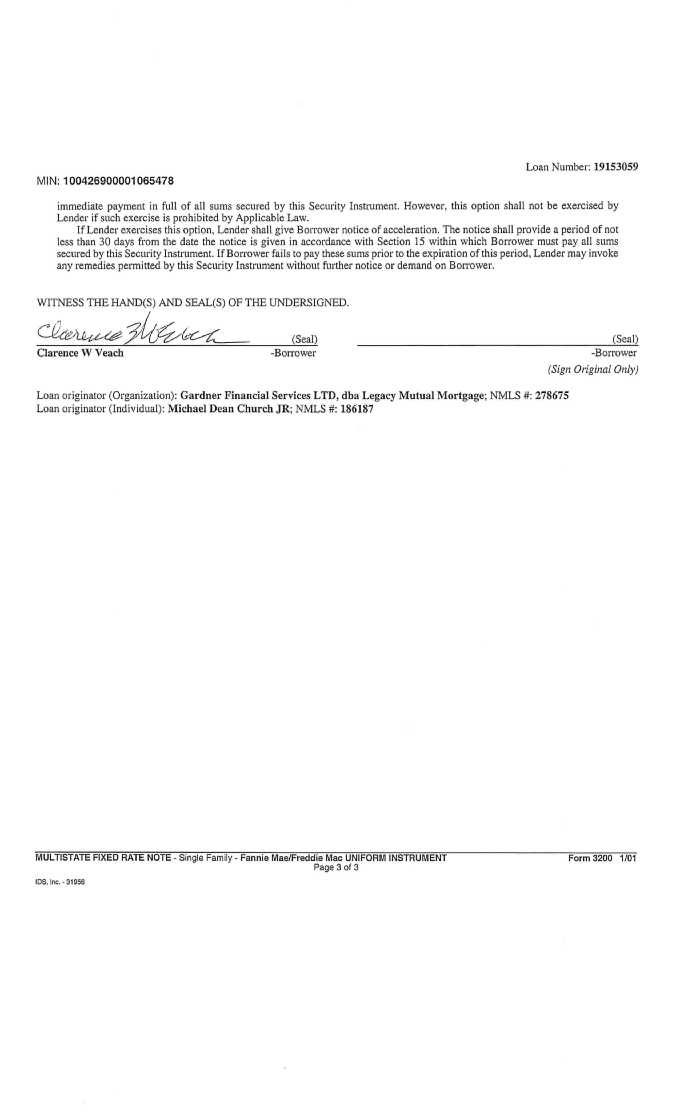 Loan Number: 19153059
MIN: 100426900001065478
immediate payment in full of all sums secured by this Security Instrument. However, this option shall not be exercised by
Lender if such exercise is prohibited by Applicable Law.
If Lender exercises this option, Lender shall give Borrower notice of acceleration. The notice shall provide a period of not
less than 30 days from the date the notice is given in accordance with Section 15 within which Borrower must pay all sums
secured by this Security Instrument. If Borrower fails to pay these sums prior to the expiration of this period, Lender may invoke
any remedies permitted by this Security Instrument without further notice or demand on Borrower.
WITNESS THE HAND(S) AND SEAL(S) OF THE UNDERSIGNED.
Clarence W Veach (Seal) (Seal)
Clarence W Veach -Borrower -Borrower
(Sign Original Only)
Loan originator (Organization): Gardner Financial Services LTD, dba Legacy Mutual Mortgage; NMLS #: 278675
Loan originator (Individual): Michael Dean Church JR; NMLS #: 186187
MULTISTATE FIXED RATE NOTE - Single Family - Fannie Mae/Freddie Mac UNIFORM INSTRUMENT Form 3200 1/01
Page 3 of 3
IDS, Inc. - 31956